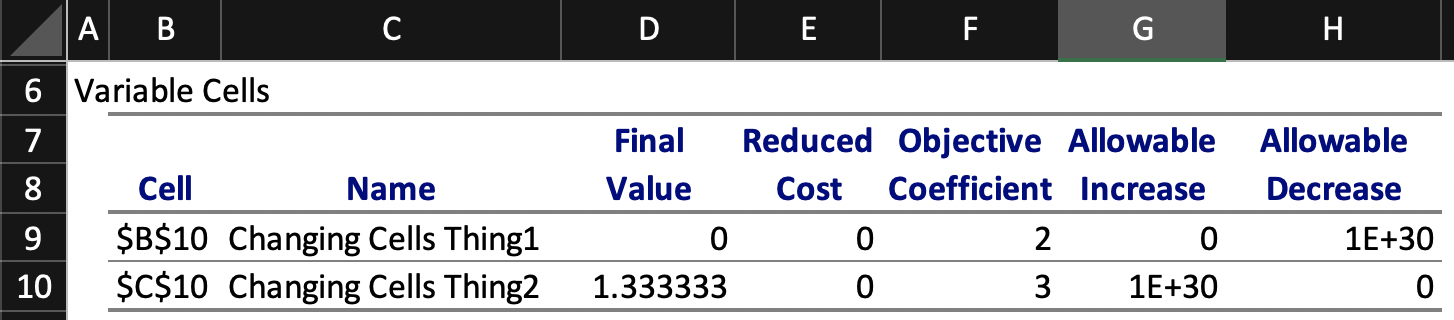 A B C D E F G H
6 Variable Cells
7 Final Reduced Objective Allowable Allowable
8 Cell Name Value Cost Coefficient Increase Decrease
9 $B$10 Changing Cells Thing1 0 0 2 0 1E+30
10 $C$10 Changing Cells Thing2 1.333333 0 3 1E+30 0